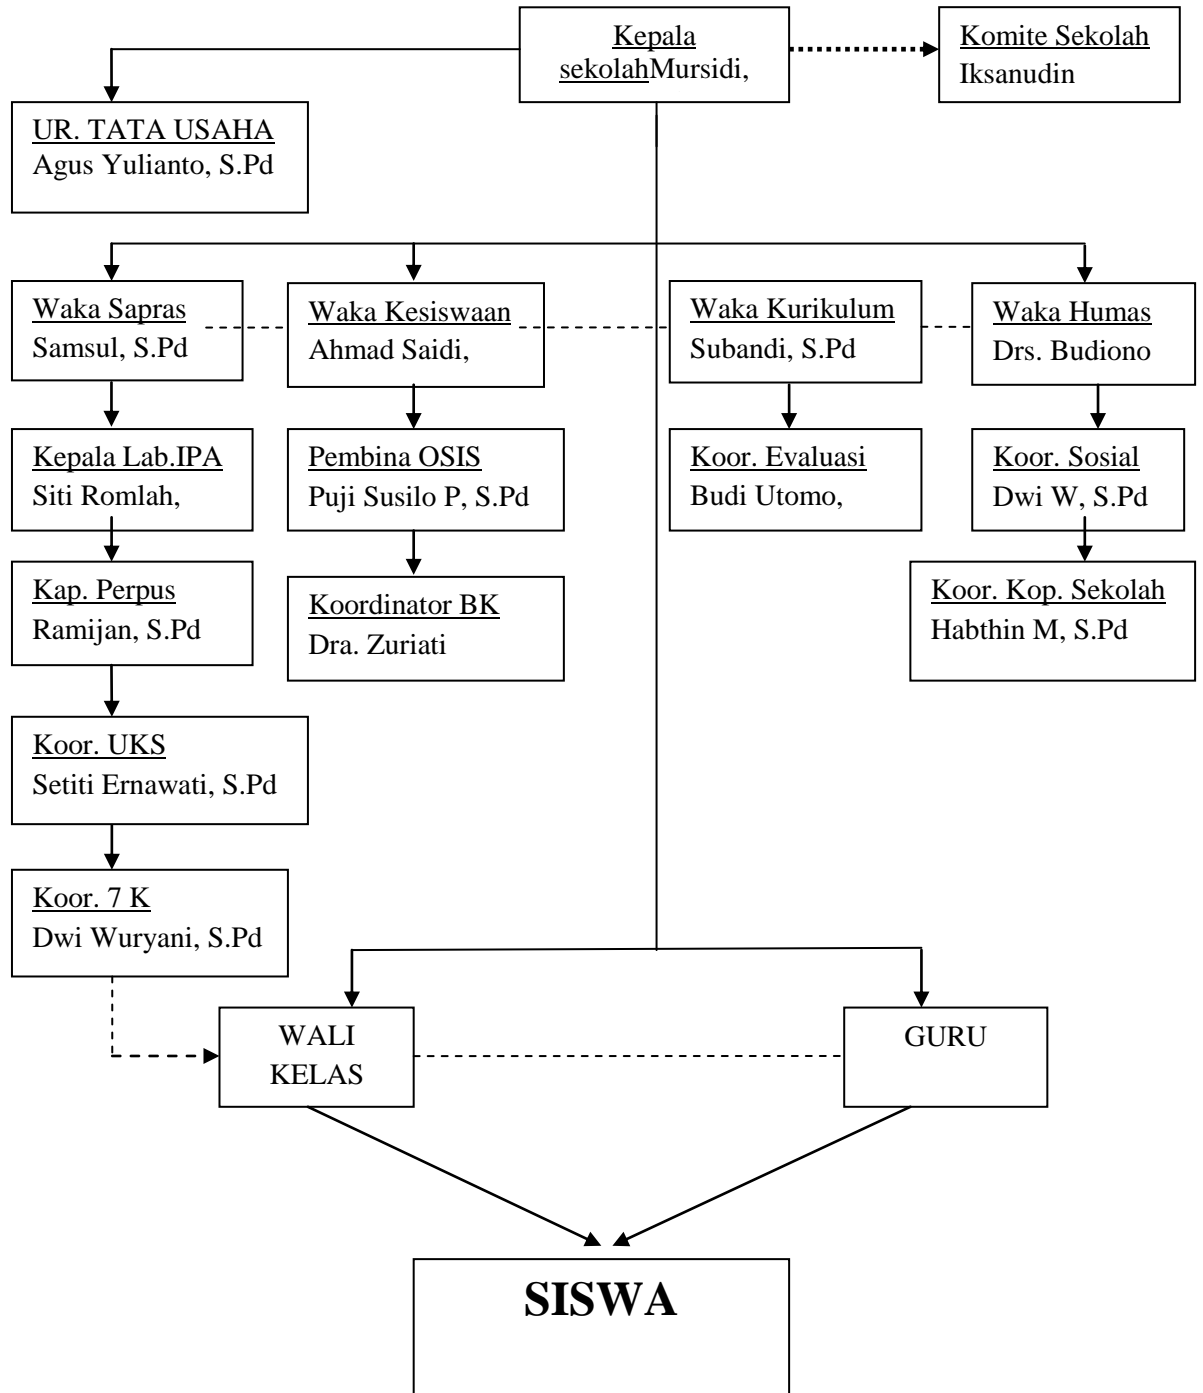 Kepala
sekolahMursidi,
Komite Sekolah
Iksanudin
UR. TATA USAHA
Agus Yulianto, S.Pd
Waka Sapras
Samsul, S.Pd
Waka Kesiswaan
Ahmad Saidi,
Waka Kurikulum
Subandi, S.Pd
Waka Humas
Drs. Budiono
Kepala Lab.IPA
Siti Romlah,
Pembina OSIS
Puji Susilo P, S.Pd
Koor. Evaluasi
Budi Utomo,
Koor. Sosial
Dwi W, S.Pd
Kap. Perpus
Ramijan, S.Pd
Koordinator BK
Dra. Zuriati
Koor. Kop. Sekolah
Habthin M, S.Pd
Koor. UKS
Setiti Ernawati, S.Pd
Koor. 7 K
Dwi Wuryani, S.Pd
WALI
KELAS
GURU
SISWA